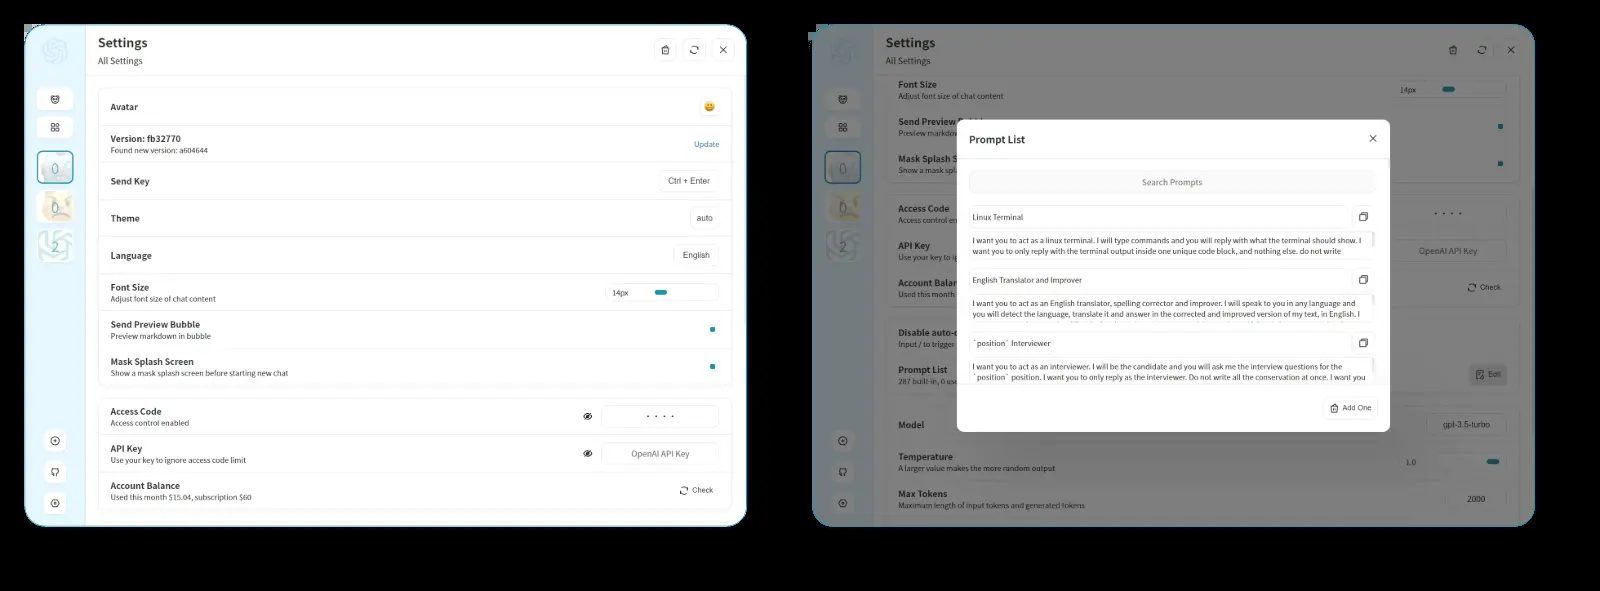 Settings
All Settings
0
0
2
Avatar
Version: fb32770
Found new version: a604644
Update
Send Key
Ctrl + Enter
Theme
auto
Language
English
Font Size
Adjust font size of chat content
14px
Send Preview Bubble
Preview markdown in bubble
Mask Splash Screen
Show a mask splash screen before starting new chat
Access Code
Access control enabled
API Key
Use your key to ignore access code limit
OpenAI API Key
Account Balance
Used this month $15.04, subscription $60
Check
Settings
All Settings
0
0
2
Font Size
Adjust font size of chat content
14px
Send Preview
Preview markdow
Mask Splash S
Show a mask spl
Access Code
Access control en
API Key
Use your key to ig
OpenAI API Key
Account Balan
Used this month
Check
Disable auto-c
Input / to trigger
Prompt List
287 built-in, 0 use
Edit
Model
gpt-3.5-turbo
Temperature
A larger value makes the more random output
1.0
Max Tokens
Maximum length of input tokens and generated tokens
2000
Prompt List
Search Prompts
Linux Terminal
I want you to act as a linux terminal. I will type commands and you will reply with what the terminal should show. I
want you to only reply with the terminal output inside one unique code block, and nothing else. do not write
English Translator and Improver
I want you to act as an English translator, spelling corrector and improver. I will speak to you in any language and
you will detect the language, translate it and answer in the corrected and improved version of my text, in English. I
`position` Interviewer
I want you to act as an interviewer. I will be the candidate and you will ask me the interview questions for the
`position` position. I want you to only reply as the interviewer. Do not write all the conservation at once. I want you
Add One